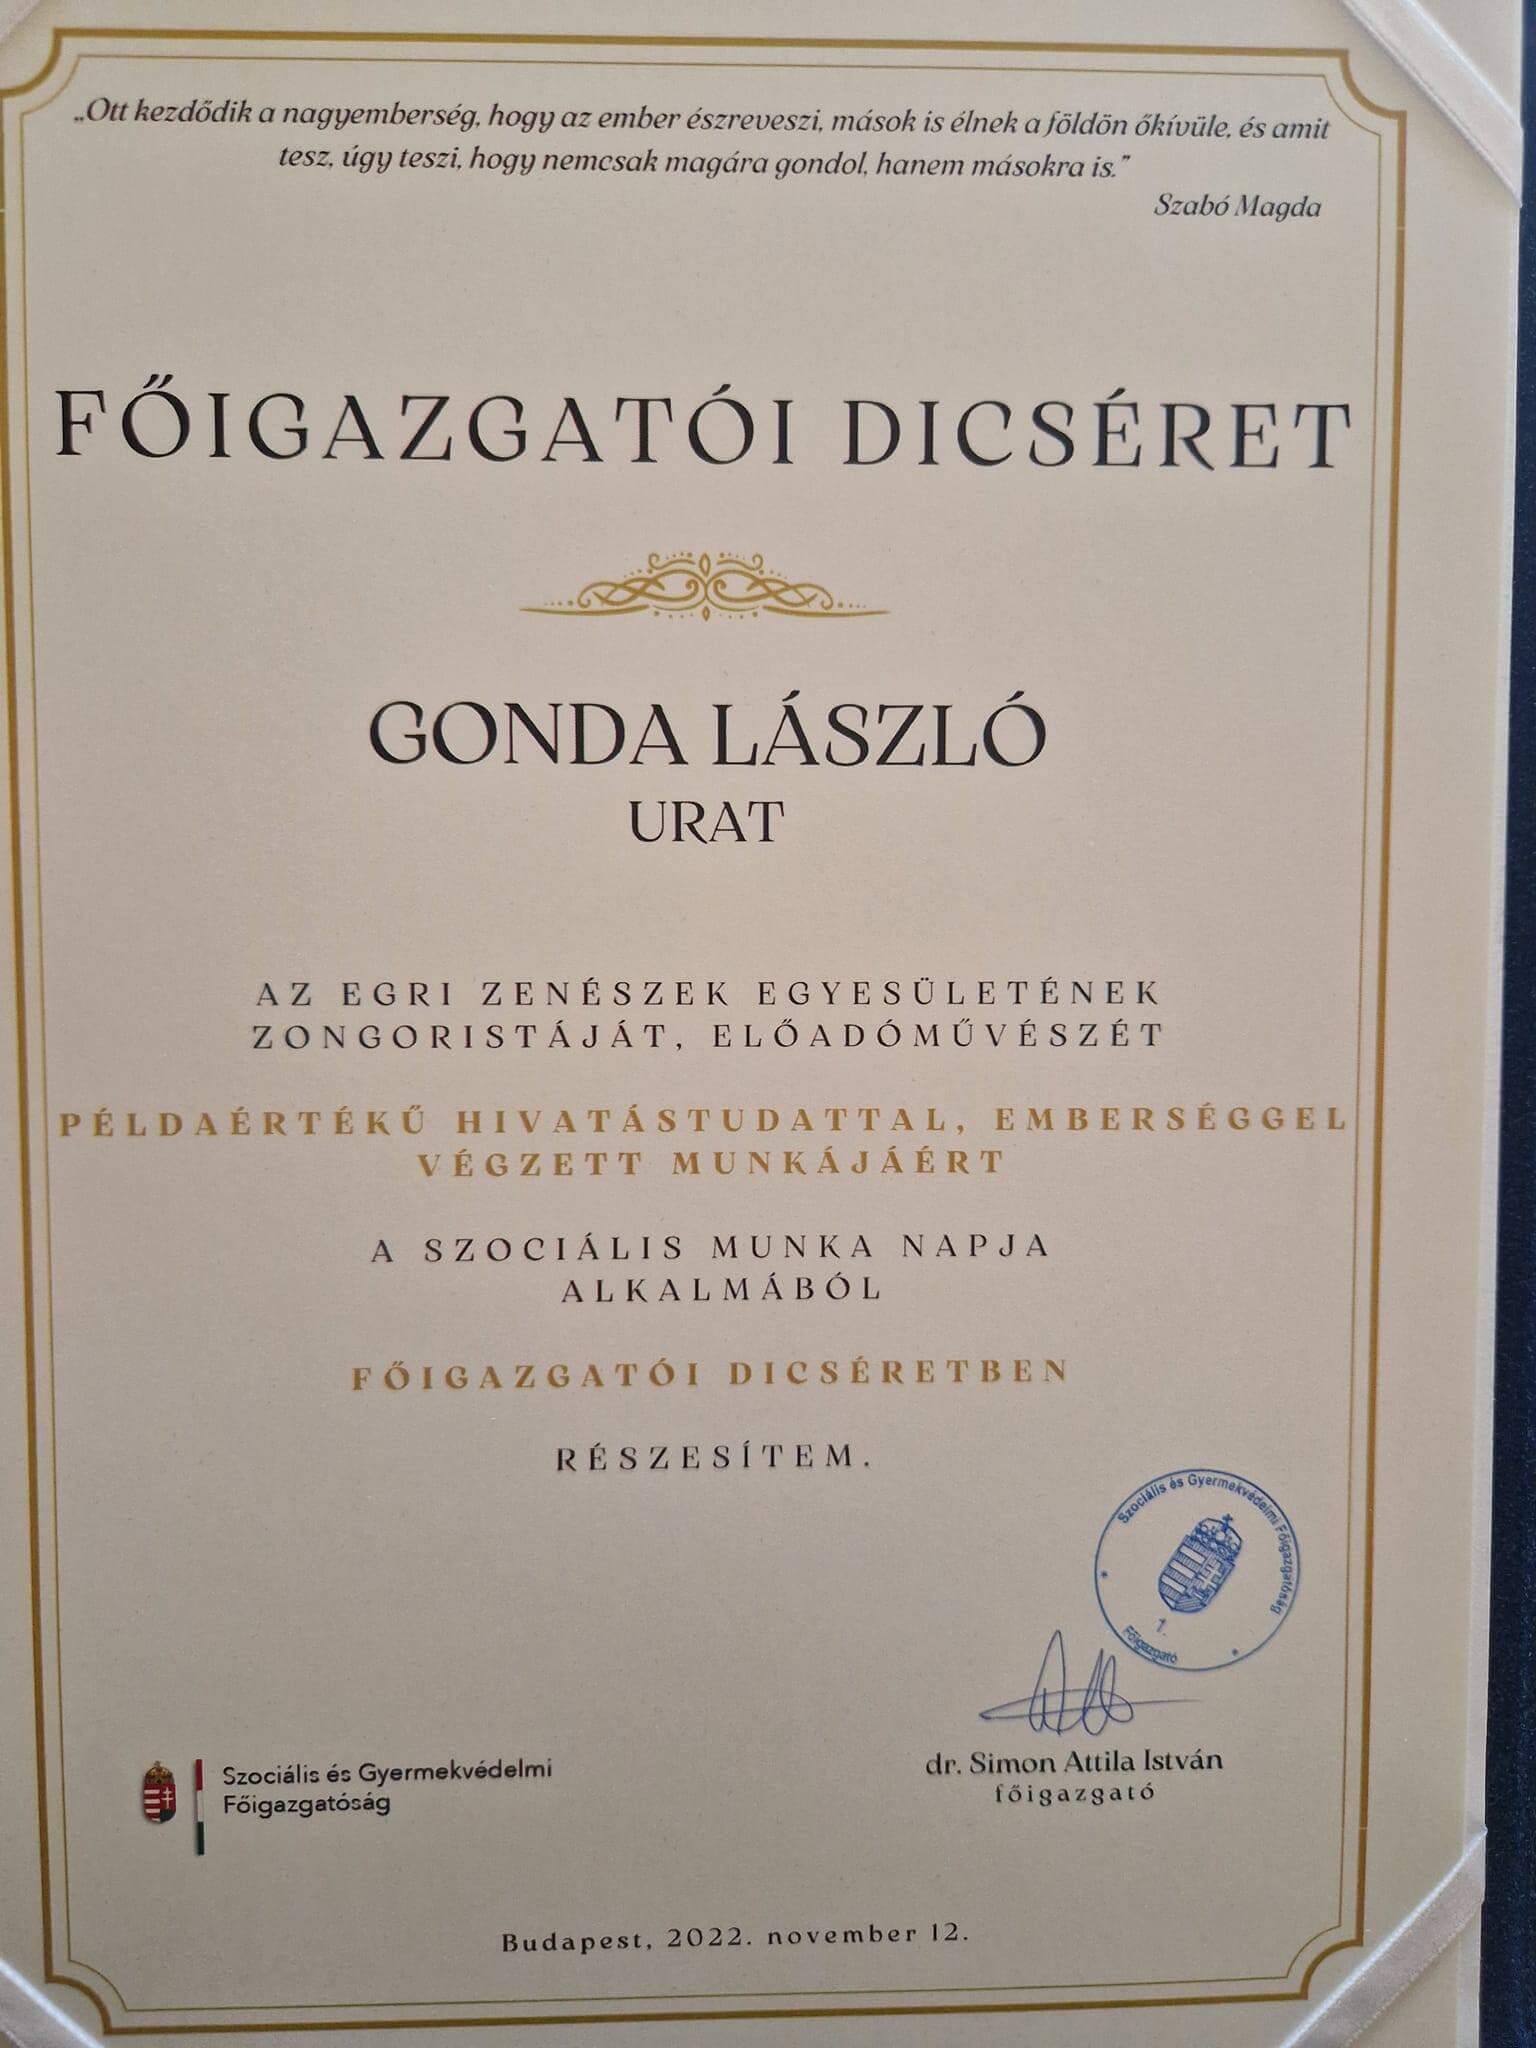 „Ott kezdődik a nagyemberség, hogy az ember észreveszi, mások is élnek a földön őkívüle, és amit
tesz, úgy teszi, hogy nemcsak magára gondol, hanem másokra is.”
Szabó Magda
FŐIGAZGATÓI DICSÉRET
GONDA LÁSZLÓ
URAT
AZ EGRI ZENÉSZEK EGYESÜLETÉNEK
ZONGORISTÁJÁT, ELŐADÓMŰVÉSZÉT
PÉLDAÉRTÉKŰ HIVATÁSTUDATTAL, EMBERSÉGGEL
VÉGZETT MUNKÁJÁÉRT
A SZOCIÁLIS MUNKA NAPJA
ALKALMÁBÓL
FŐIGAZGATÓI DICSÉRETBEN
RÉSZESÍTEM.
Szociális és Gyermekvédelmi Főigazgatóság
1.
Főigazgató
dr. Simon Attila István
főigazgató
Szociális és Gyermekvédelmi
Főigazgatóság
Budapest, 2022. november 12.